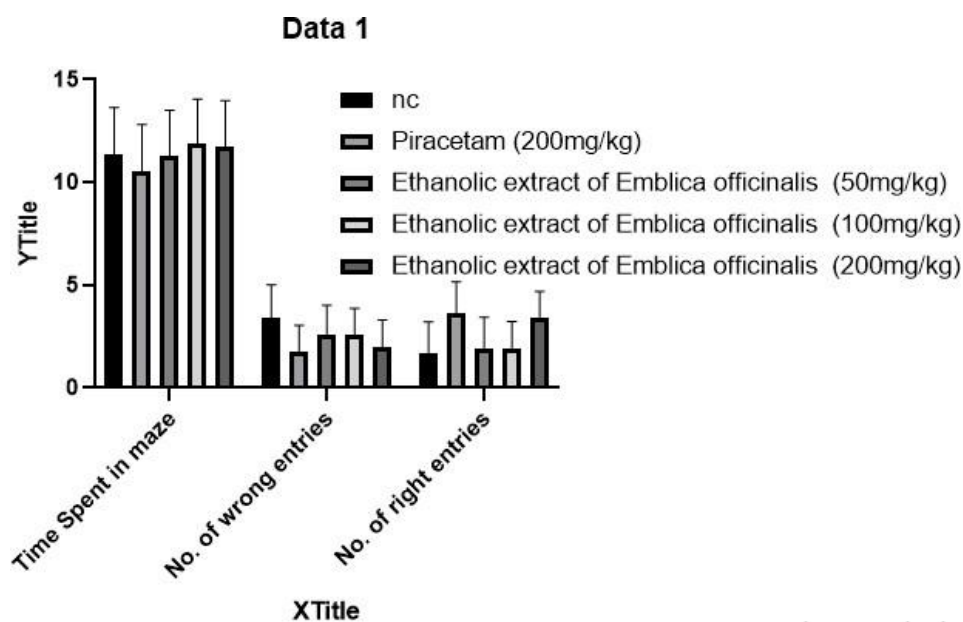 Data 1
15
10
5
0
YTitle
nc
Piracetam (200mg/kg)
Ethanolic extract of Emblica officinalis (50mg/kg)
Ethanolic extract of Emblica officinalis (100mg/kg)
Ethanolic extract of Emblica officinalis (200mg/kg)
Time Spent in maze
No. of wrong entries
No. of right entries
XTitle